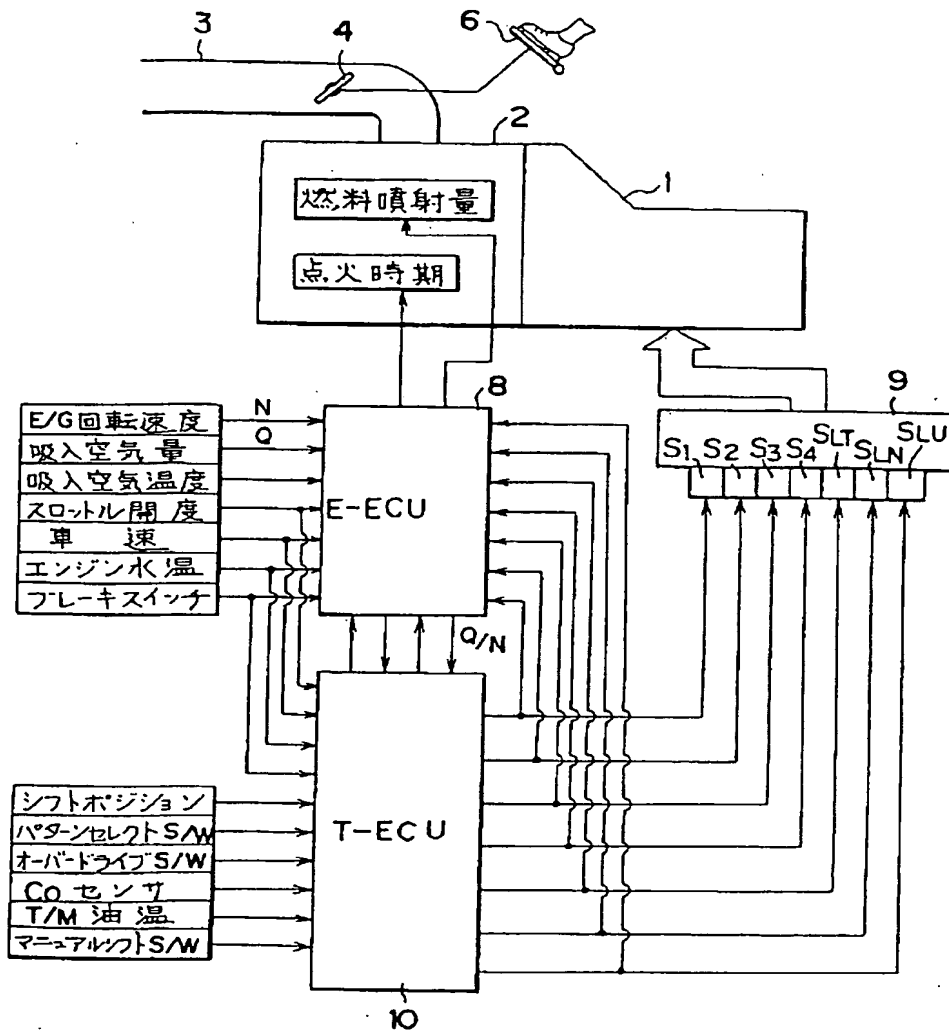 3
4
6
2
1
燃料噴射量
点火時期
8
9
E/G回転速度
N
吸入空気量
Q
吸入空気温度
スロットル開度
車速
エンジン水温
ブレーキスイッチ
E-ECU
S1 S2 S3 S4 SLT SLN SLU
Q/N
シフトポジション
パターンセレクトS/W
オーバードライブS/W
Coセンサ
T/M油温
マニュアルシフトS/W
T-ECU
10